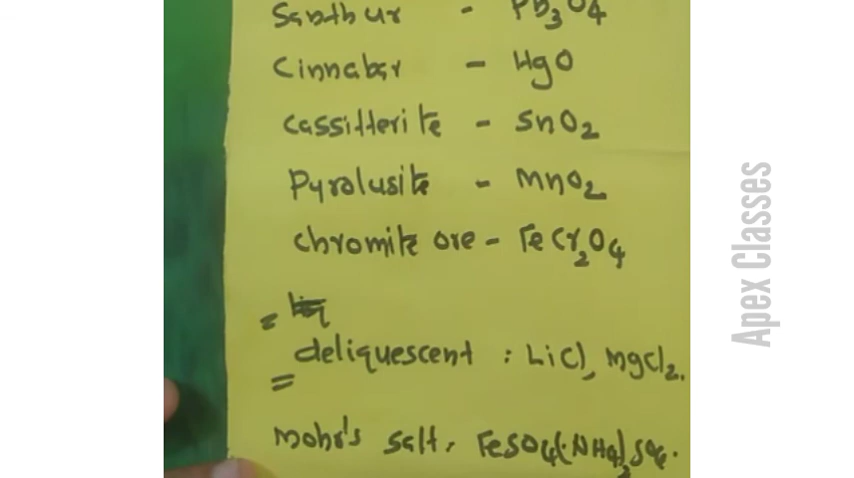 Sandhur - Pb3O4
Cinnabar - HgO
Cassitterite - SnO2
Pyrolusite - MnO2
Chromite ore - FeCr2O4
deliquescent : LiCl, MgCl2.
Mohr's salt, FeSO4(·NH4)2SO4.
Apex Classes